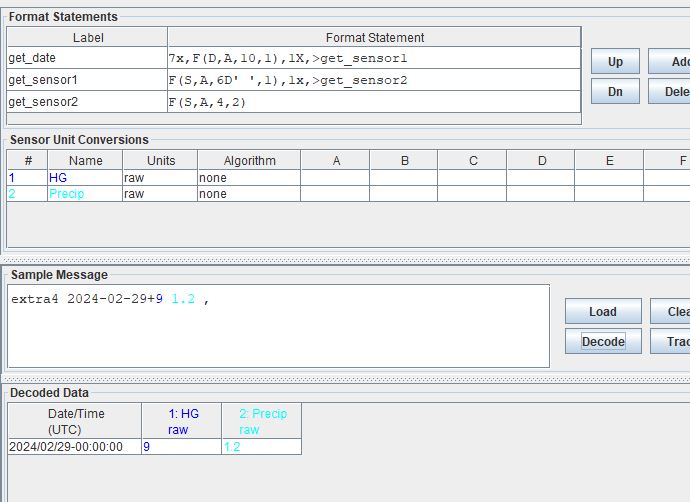 Format Statements
Label Format Statement
get_date 7x,F(D,A,10,1),1X,>get_sensor1
get_sensor1 F(S,A,6D' ',1),1x,>get_sensor2
get_sensor2 F(S,A,4,2)
Up Add
Dn Dele
Sensor Unit Conversions
# Name Units Algorithm A B C D E F
1 HG raw none
2 Precip raw none
Sample Message
extra4 2024-02-29+9 1.2 ,
Load Clea
Decode Trac
Decoded Data
Date/Time (UTC) 1: HG raw 2: Precip raw
2024/02/29-00:00:00 9 1.2